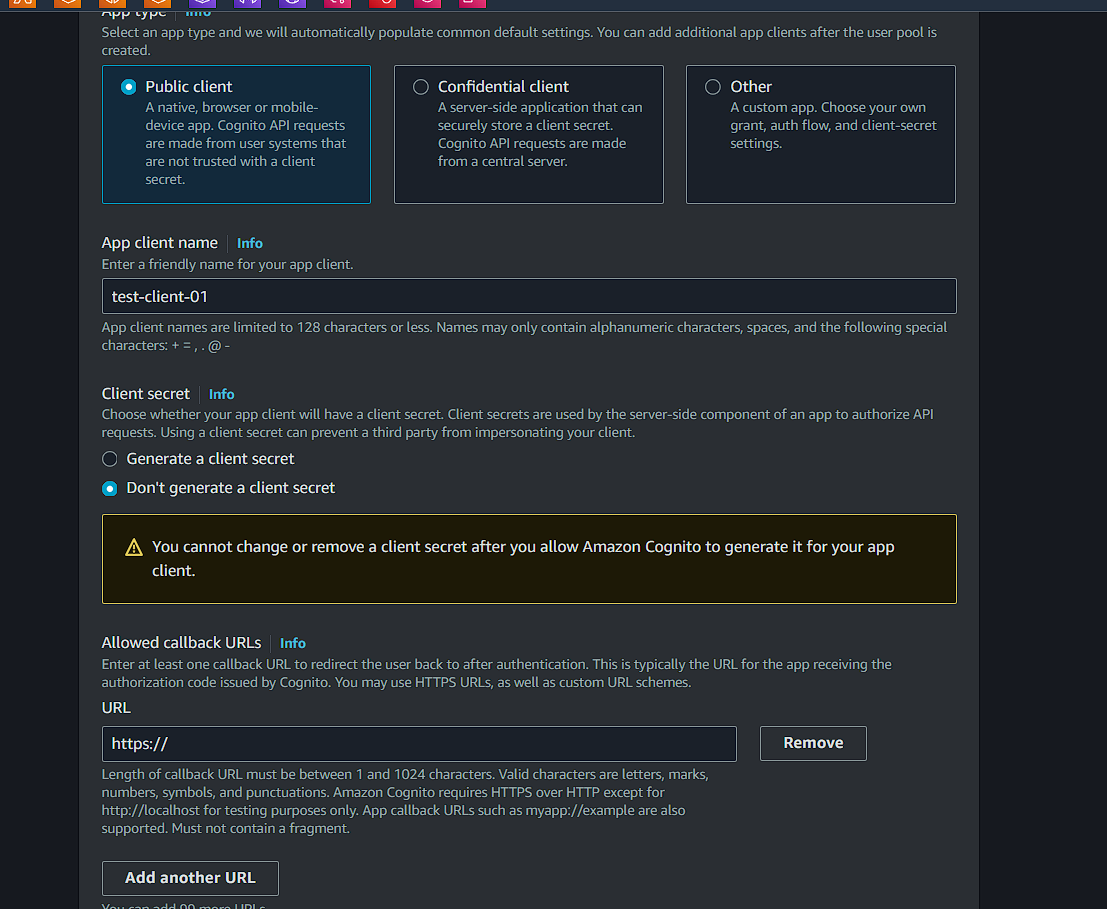 App type Info
Select an app type and we will automatically populate common default settings. You can add additional app clients after the user pool is
created.
Public client
A native, browser or mobile-
device app. Cognito API requests
are made from user systems that
are not trusted with a client
secret.
Confidential client
A server-side application that can
securely store a client secret.
Cognito API requests are made
from a central server.
Other
A custom app. Choose your own
grant, auth flow, and client-secret
settings.
App client name Info
Enter a friendly name for your app client.
test-client-01
App client names are limited to 128 characters or less. Names may only contain alphanumeric characters, spaces, and the following special
characters: + = , . @ -
Client secret Info
Choose whether your app client will have a client secret. Client secrets are used by the server-side component of an app to authorize API
requests. Using a client secret can prevent a third party from impersonating your client.
Generate a client secret
Don't generate a client secret
You cannot change or remove a client secret after you allow Amazon Cognito to generate it for your app
client.
Allowed callback URLs Info
Enter at least one callback URL to redirect the user back to after authentication. This is typically the URL for the app receiving the
authorization code issued by Cognito. You may use HTTPS URLs, as well as custom URL schemes.
URL
https://
Remove
Length of callback URL must be between 1 and 1024 characters. Valid characters are letters, marks,
numbers, symbols, and punctuations. Amazon Cognito requires HTTPS over HTTP except for
http://localhost for testing purposes only. App callback URLs such as myapp://example are also
supported. Must not contain a fragment.
Add another URL
You can add 99 more URLs